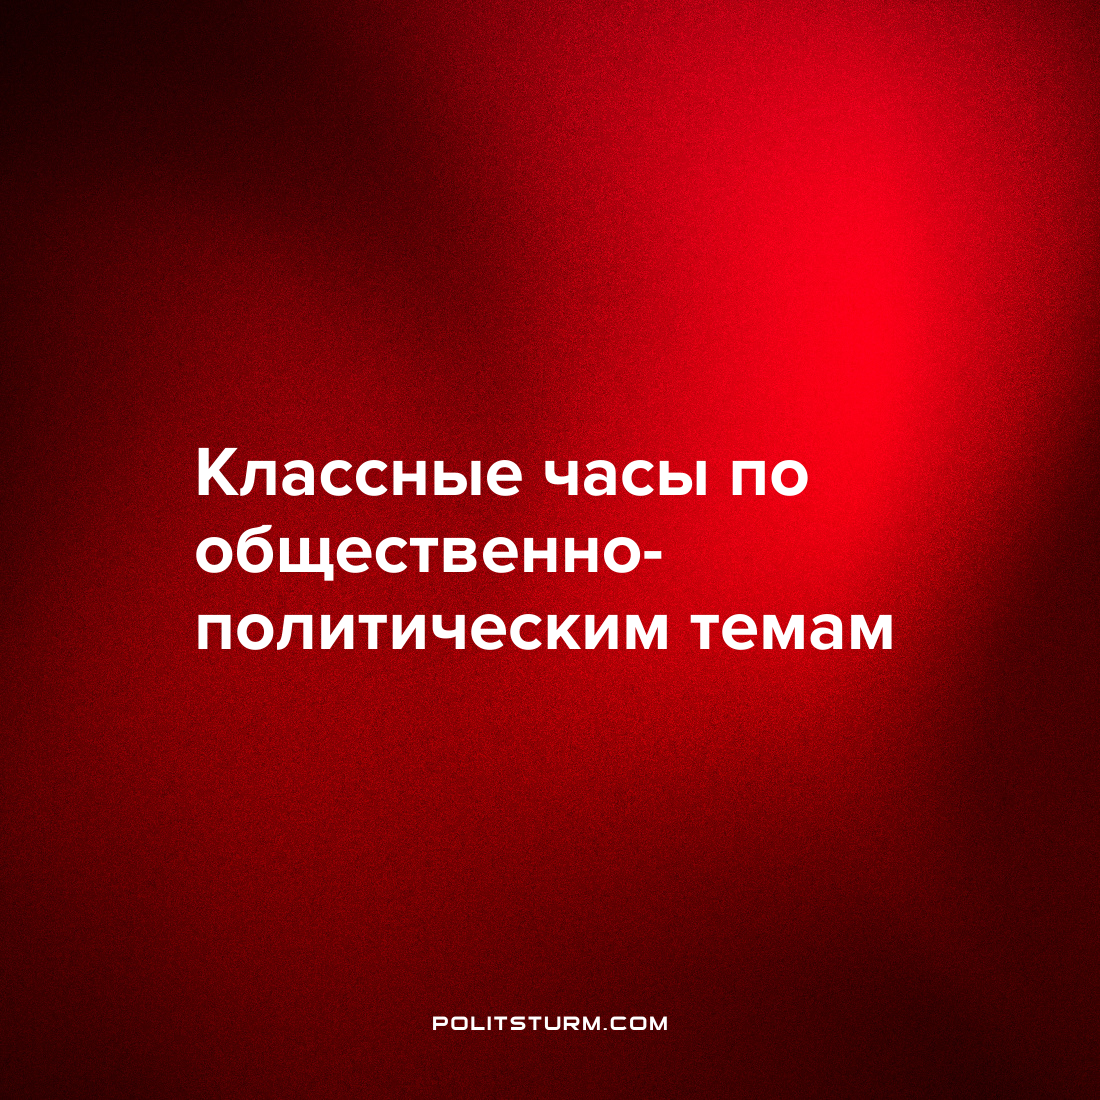 Классные часы по
общественно-
политическим темам
POLITSTURM.COM